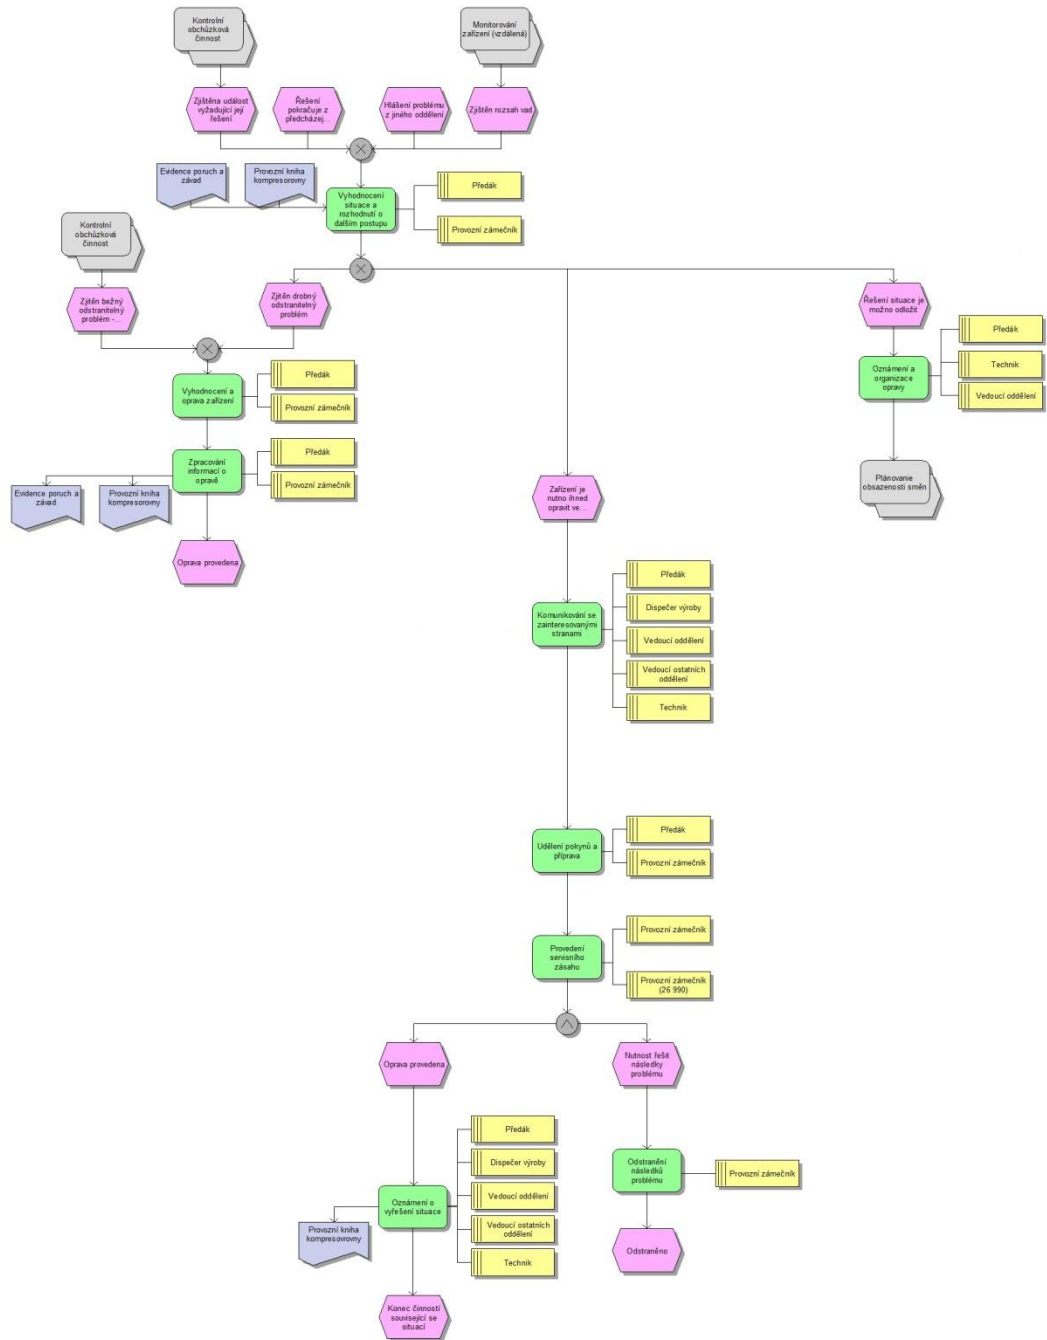 Kontrolní
obchůzková
činnost
Monitorování
zařízení (vzdálená)
Zjištěna událost
vyžadující její
řešení
Řešení
pokračuje z
předcházej...
Hlášení problému
z jiného oddělení
Zjištěn rozsah vad
Evidence poruch a
závad
Provozní kniha
kompresorovny
Vyhodnocení
situace a
rozhodnutí o
dalším postupu
Předák
Provozní zámečník
Kontrolní
obchůzková
činnost
Zjitěn bežný
odstranitelný
problém -...
Zjitěn drobný
odstranitelný
problém
Řešení situace je
možno odložit
Vyhodnocení a
oprava zařízení
Předák
Provozní zámečník
Oznámení a
organizace
opravy
Předák
Technik
Vedoucí oddělení
Zpracování
informací o
opravě
Předák
Provozní zámečník
Evidence poruch a
závad
Provozní kniha
kompresorovny
Oprava provedena
Plánovanie
obsazenosti směn
Zařízení je
nutno ihned
opravit ve...
Komunikování se
zainteresovanými
stranami
Předák
Dispečer výroby
Vedoucí oddělení
Vedoucí ostatních
oddělení
Technik
Udělení pokynů a
příprava
Předák
Provozní zámečník
Provedení
servisního
zásahu
Provozní zámečník
Provozní zámečník
(26 990)
Oprava provedena
Nutnost řešit
následky
problému
Oznámení o
vyřešení situace
Předák
Dispečer výroby
Vedoucí oddělení
Vedoucí ostatních
oddělení
Technik
Provozní kniha
kompresovrovny
Odstranění
následků
problému
Provozní zámečník
Odstraněno
Konec činností
související se
situací